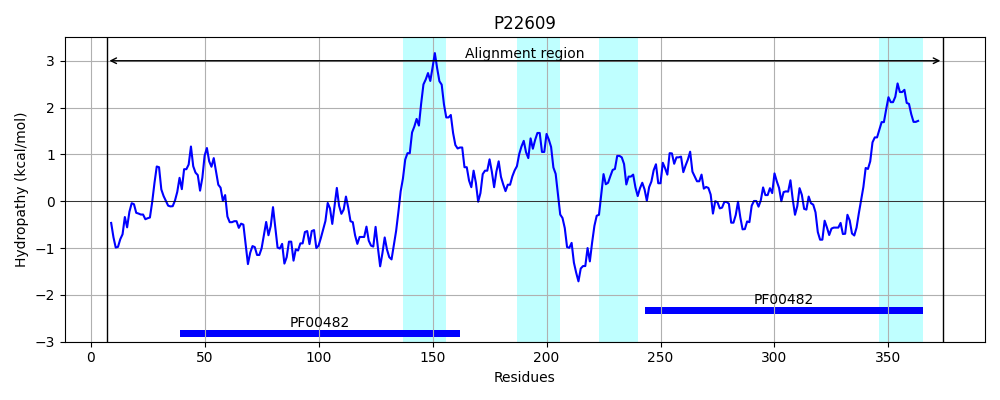 P22609
Hydropathy (kcal/mol)
3
2
1
0
−1
−2
−3
Alignment region
PF00482
PF00482
0 50 100 150 200 250 300 350
Residues